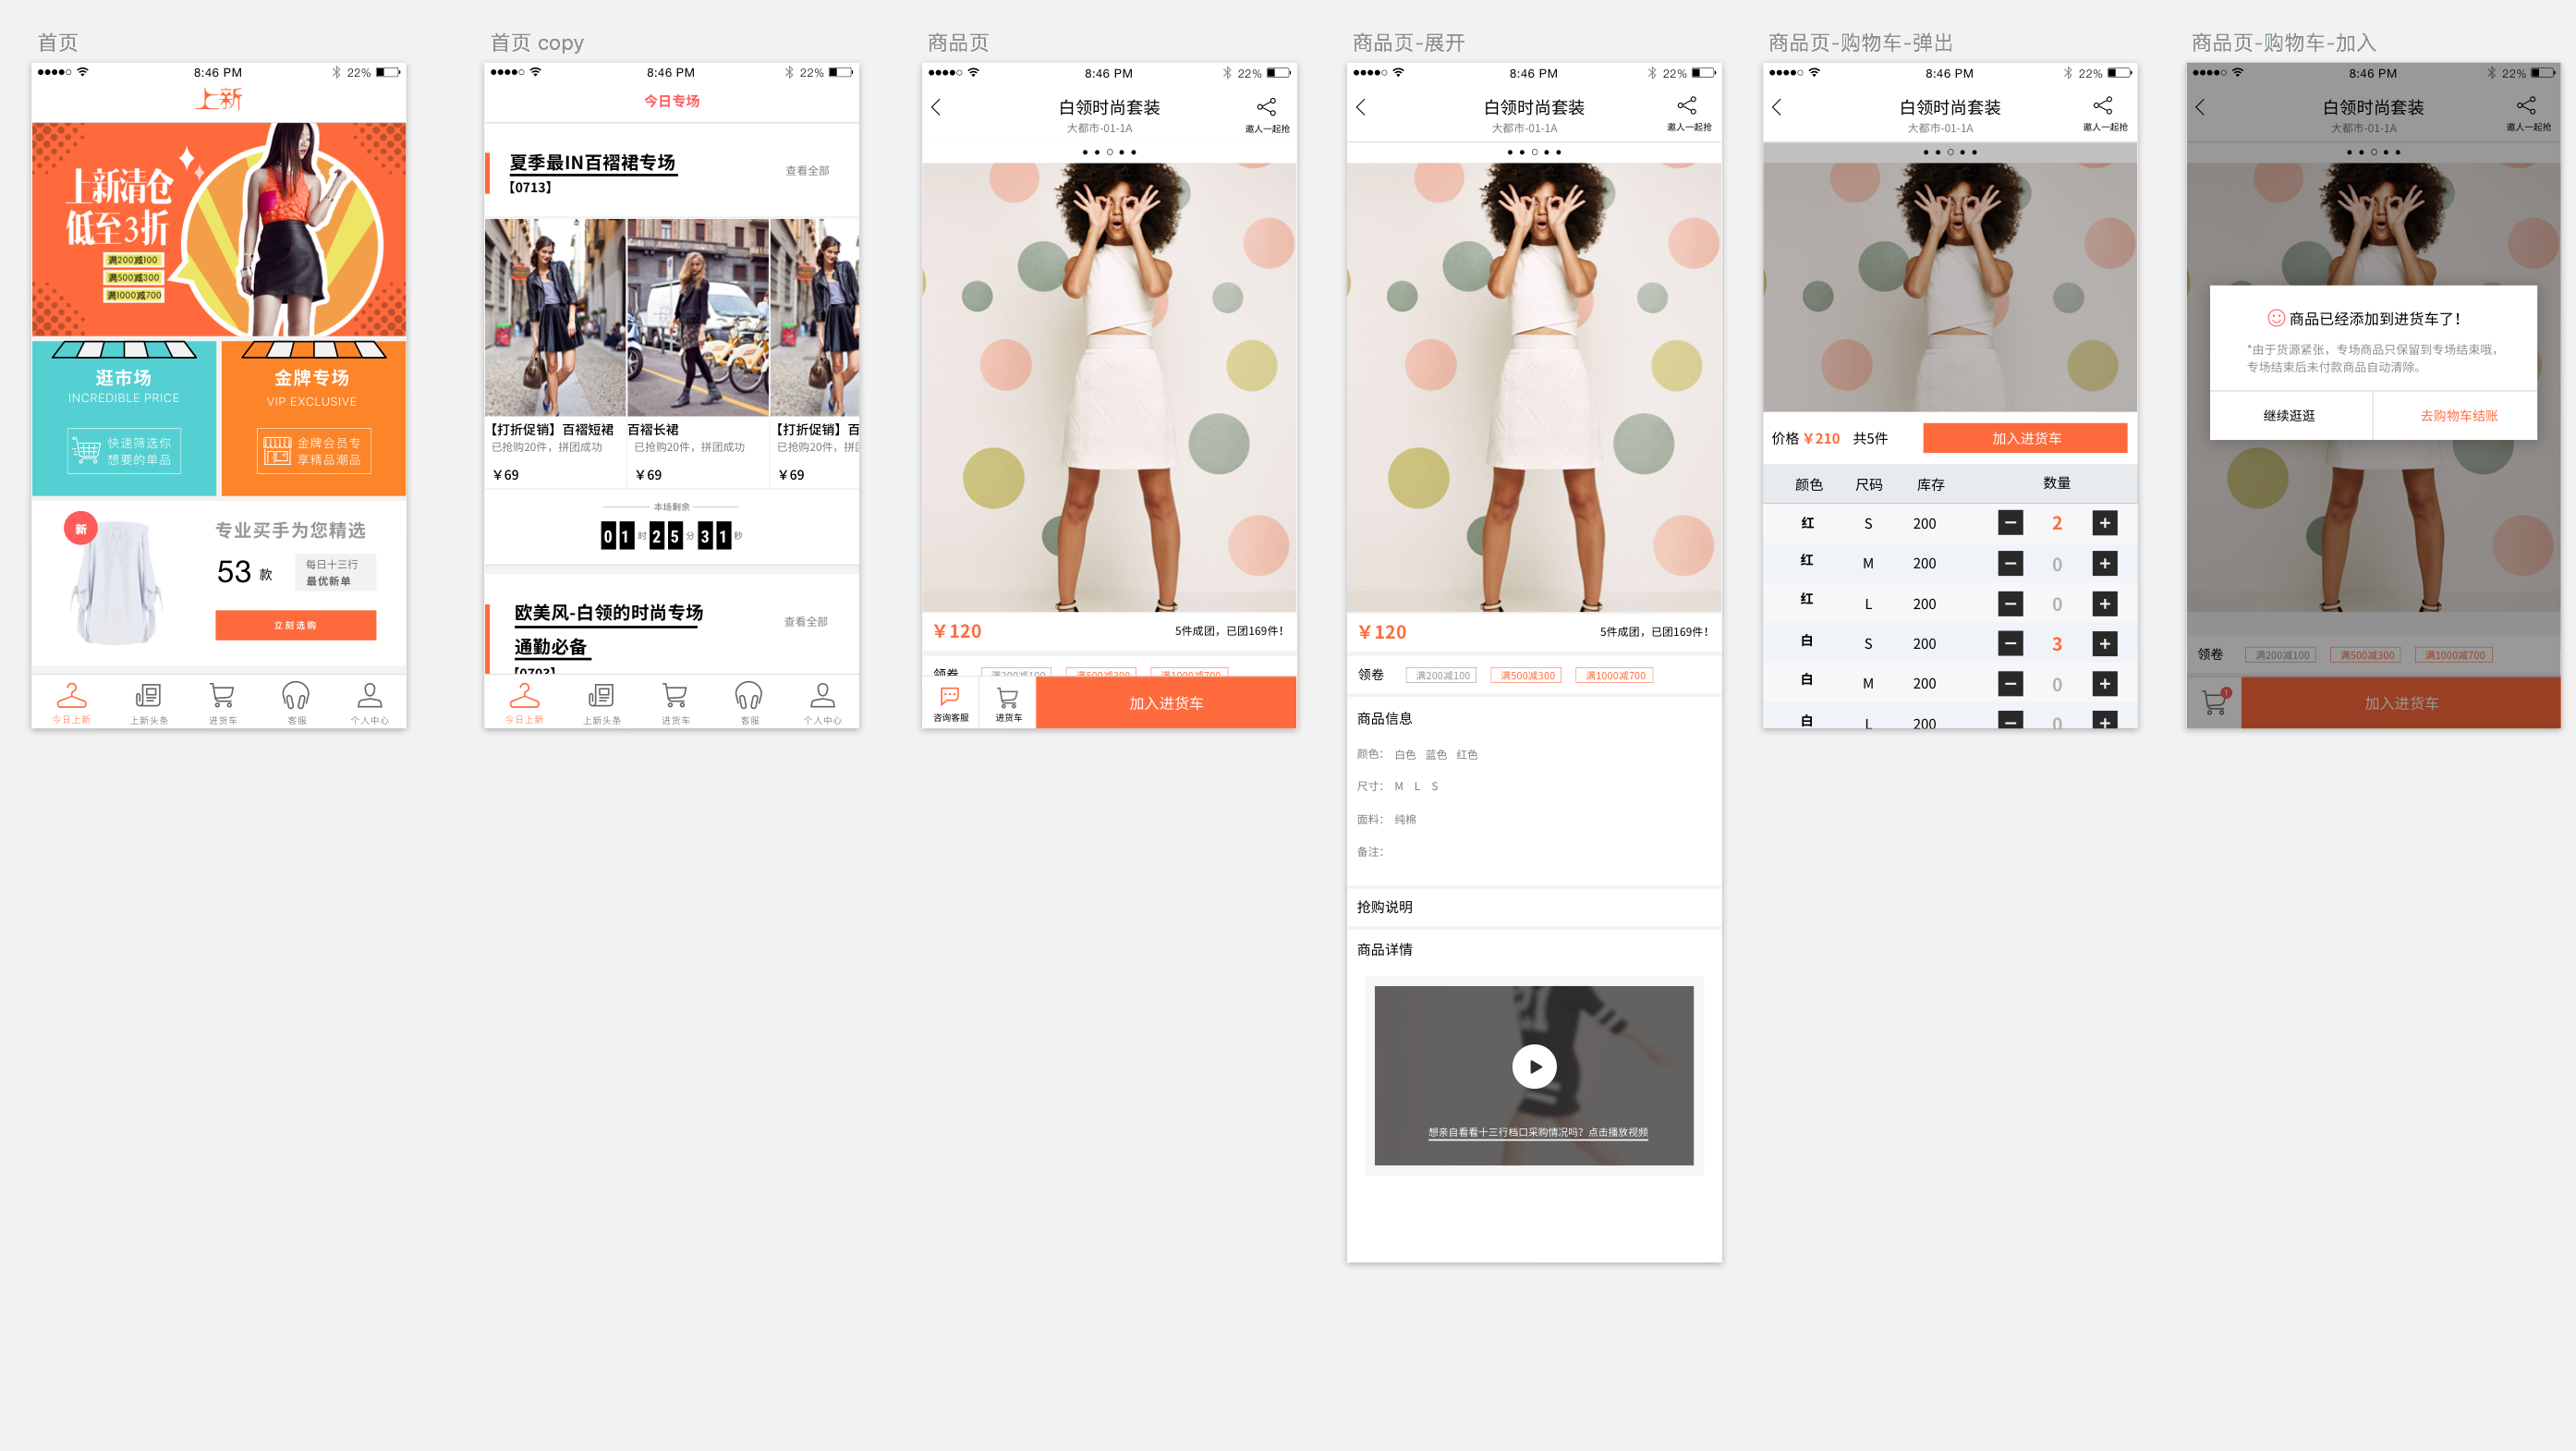 首页
8:46 PM
22%
上新
上新清仓
低至3折
满200减100
满500减300
满1000减700
逛市场
INCREDIBLE PRICE
快速筛选你
想要的单品
金牌专场
VIP EXCLUSIVE
金牌会员专
享精品潮品
新
专业买手为您精选
53 款
每日十三行
最优新单
立刻选购
今日上新
上新头条
进货车
客服
个人中心
首页 copy
8:46 PM
22%
今日专场
夏季最IN百褶裙专场
【0713】
查看全部
【打折促销】百褶短裙
已抢购20件，拼团成功
￥69
百褶长裙
已抢购20件，拼团成功
￥69
【打折促销】百
已抢购20件，拼团
￥69
本场剩余
01时25分31秒
欧美风-白领的时尚专场
通勤必备
【0703】
查看全部
今日上新
上新头条
进货车
客服
个人中心
商品页
8:46 PM
22%
白领时尚套装
大都市-01-1A
邀人一起抢
￥120
5件成团，已团169件！
领卷
满200减100
满500减300
满1000减700
咨询客服
进货车
加入进货车
商品页-展开
8:46 PM
22%
白领时尚套装
大都市-01-1A
邀人一起抢
￥120
5件成团，已团169件！
领卷
满200减100
满500减300
满1000减700
商品信息
颜色： 白色 蓝色 红色
尺寸： M L S
面料： 纯棉
备注：
抢购说明
商品详情
想亲自看看十三行档口采购情况吗？点击播放视频
商品页-购物车-弹出
8:46 PM
22%
白领时尚套装
大都市-01-1A
邀人一起抢
价格 ￥210 共5件
加入进货车
颜色 尺码 库存 数量
红 S 200 − 2 +
红 M 200 − 0 +
红 L 200 − 0 +
白 S 200 − 3 +
白 M 200 − 0 +
白 L 200 − 0 +
商品页-购物车-加入
8:46 PM
22%
白领时尚套装
大都市-01-1A
邀人一起抢
商品已经添加到进货车了！
*由于货源紧张，专场商品只保留到专场结束哦，
专场结束后未付款商品自动清除。
继续逛逛
去购物车结账
领卷
满200减100
满500减300
满1000减700
1
加入进货车